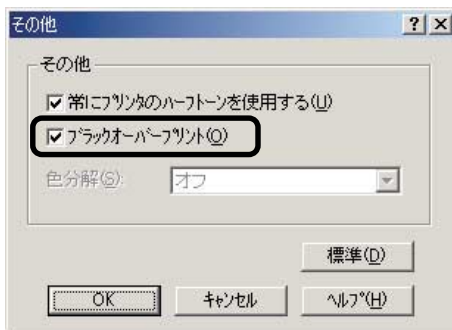 その他
その他
常にプリンタのハーフトーンを使用する(U)
ブラックオーバープリント(O)
色分解(S): オフ
標準(D)
OK キャンセル ヘルプ(H)